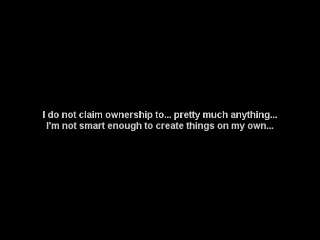 I do not claim ownership to... pretty much anything...
I'm not smart enough to create things on my own...